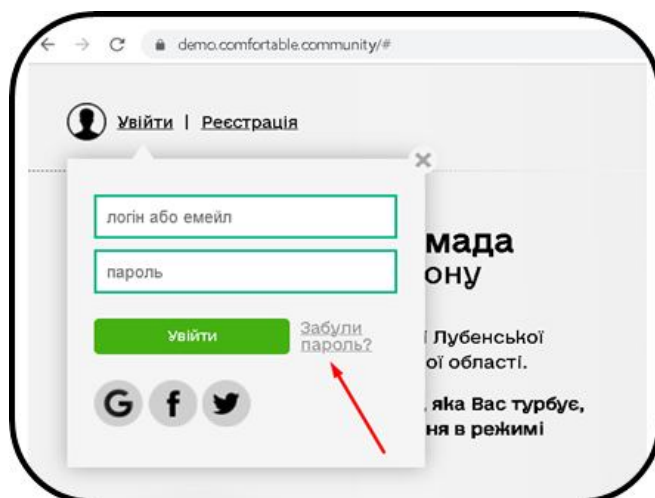 demo.comfortable.community/#
Увійти | Реєстрація
мада
ону
логін або емейл
пароль
Увійти
Забули
пароль?
і Лубенської
ої області.
, яка Вас турбує,
ня в режимі